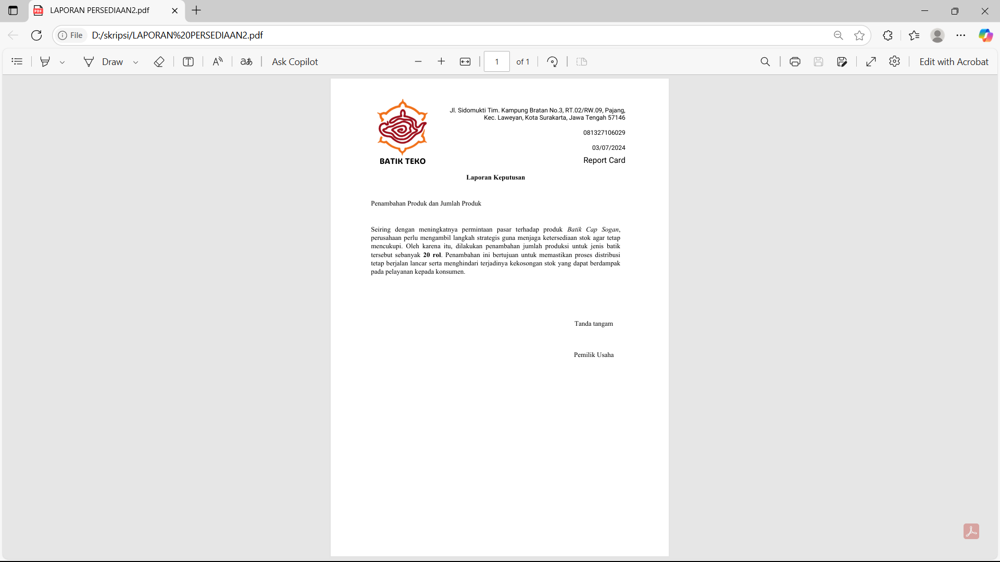 LAPORAN PERSEDIAAN2.pdf
File
D:/skripsi/LAPORAN%20PERSEDIAAN2.pdf
Draw
T
A
aあ
Ask Copilot
1
of 1
Edit with Acrobat
BATIK TEKO
Jl. Sidomukti Tim. Kampung Bratan No.3, RT.02/RW.09, Pajang,
Kec. Laweyan, Kota Surakarta, Jawa Tengah 57146
081327106029
03/07/2024
Report Card
Laporan Keputusan
Penambahan Produk dan Jumlah Produk
Seiring dengan meningkatnya permintaan pasar terhadap produk Batik Cap Sogan,
perusahaan perlu mengambil langkah strategis guna menjaga ketersediaan stok agar tetap
mencukupi. Oleh karena itu, dilakukan penambahan jumlah produksi untuk jenis batik
tersebut sebanyak 20 rol. Penambahan ini bertujuan untuk memastikan proses distribusi
tetap berjalan lancar serta menghindari terjadinya kekosongan stok yang dapat berdampak
pada pelayanan kepada konsumen.
Tanda tangam
Pemilik Usaha